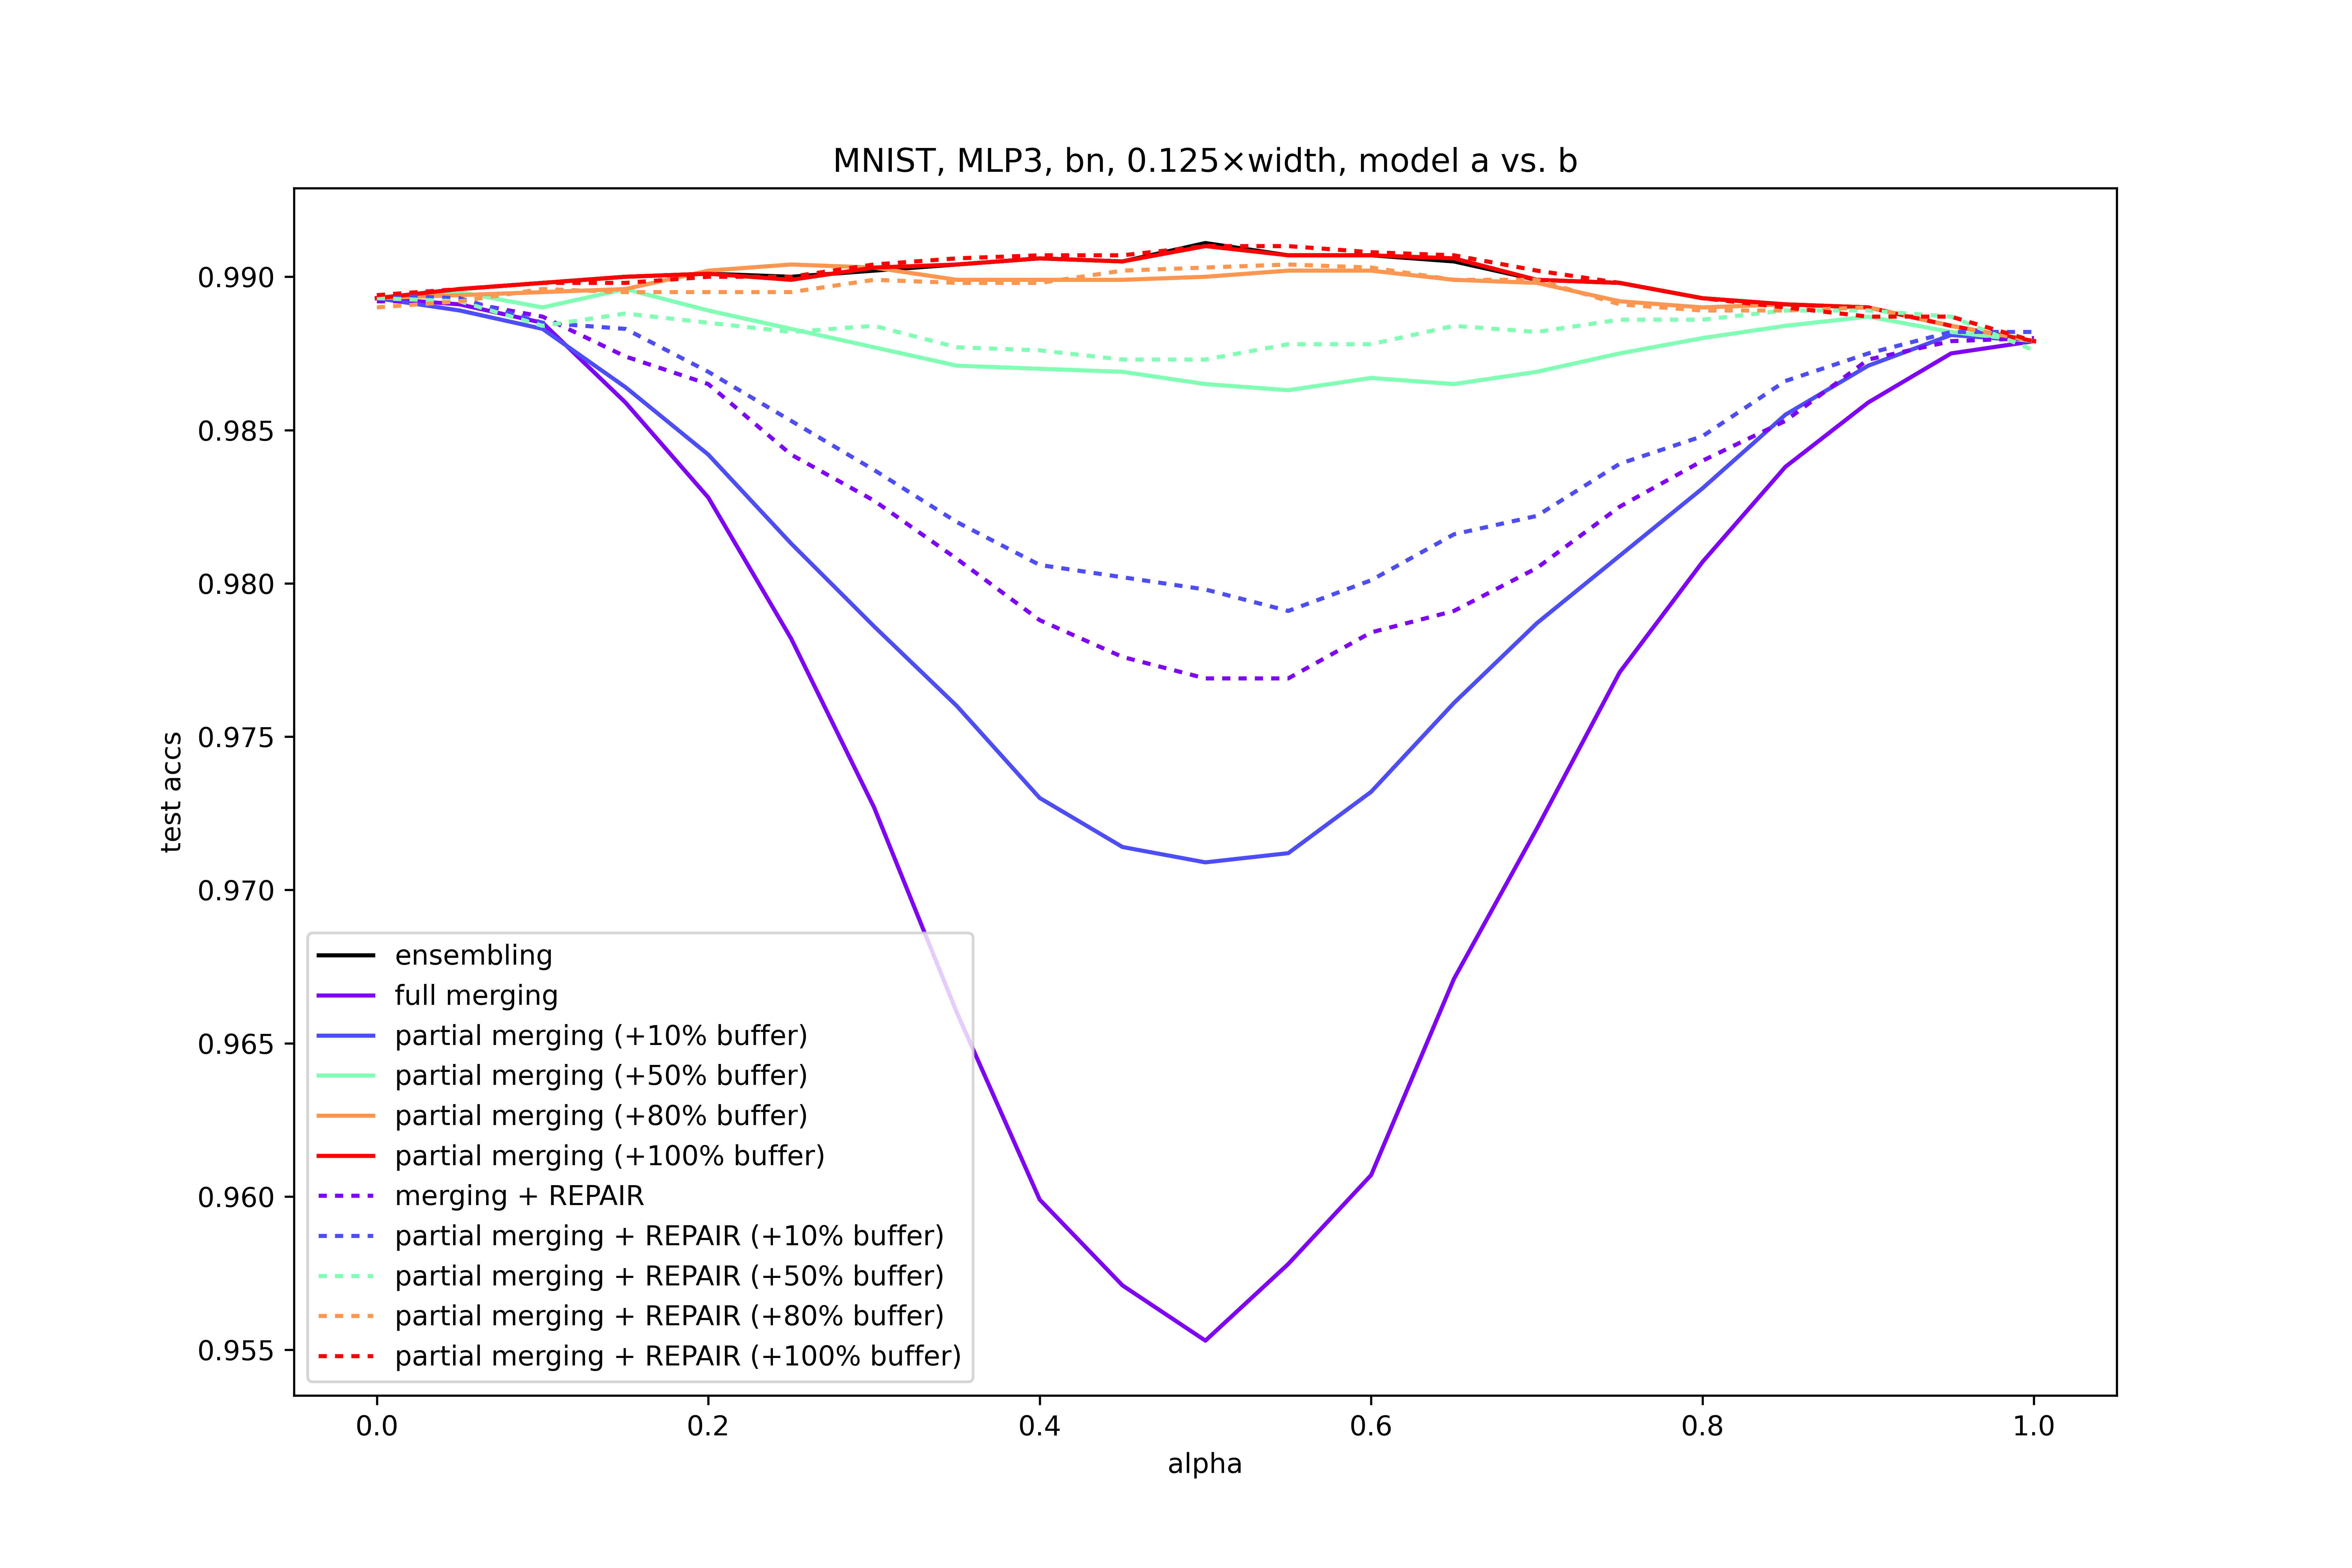 MNIST, MLP3, bn, 0.125×width, model a vs. b
test accs
0.990
0.985
0.980
0.975
0.970
0.965
0.960
0.955
ensembling
full merging
partial merging (+10% buffer)
partial merging (+50% buffer)
partial merging (+80% buffer)
partial merging (+100% buffer)
merging + REPAIR
partial merging + REPAIR (+10% buffer)
partial merging + REPAIR (+50% buffer)
partial merging + REPAIR (+80% buffer)
partial merging + REPAIR (+100% buffer)
0.0 0.2 0.4 0.6 0.8 1.0
alpha